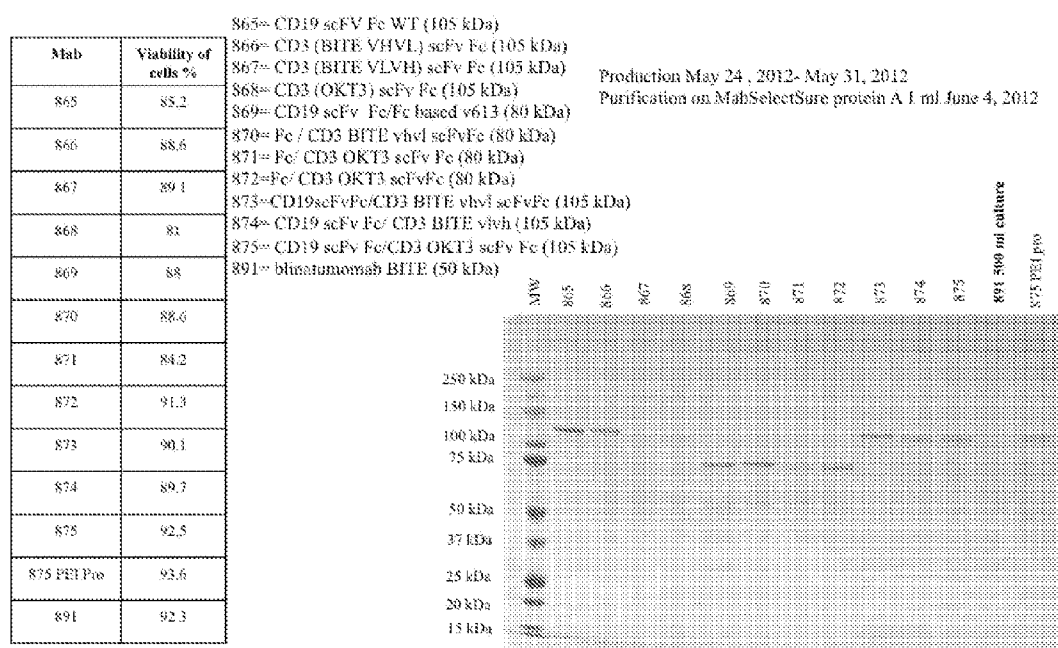 865= CD19 scFV Fc WT (105 kDa)
866= CD3 (BITE VHVL) scFv Fc (105 kDa)
867= CD3 (BITE VLVH) scFv Fc (105 kDa)
868= CD3 (OKT3) scFv Fc (105 kDa)
869= CD19 scFv Fc/Fc based v613 (80 kDa)
870= Fc / CD3 BITE vhvl scFvFc (80 kDa)
871= Fc/ CD3 OKT3 scFv Fc (80 kDa)
872=Fc/ CD3 OKT3 scFvFc (80 kDa)
873=CD19scFvFc/CD3 BITE vhvl scFvFc (105 kDa)
874= CD19 scFv Fc/ CD3 BITE vlvh (105 kDa)
875= CD19 scFv Fc/CD3 OKT3 scFv Fc (105 kDa)
891= blinatumomab BITE (50 kDa)
Production May 24 , 2012- May 31, 2012
Purification on MabSelectSure protein A 1 ml June 4, 2012
Mab Viability of cells %
865 85.2
866 88.6
867 89.1
868 81
869 88
870 88.6
871 84.2
872 91.3
873 90.1
874 89.7
875 92.5
875 PEI Pro 93.6
891 92.3
MW 865 866 867 868 869 870 871 872 873 874 875 891 500 ml culture 875 PEI pro
250 kDa
150 kDa
100 kDa
75 kDa
50 kDa
37 kDa
25 kDa
20 kDa
15 kDa